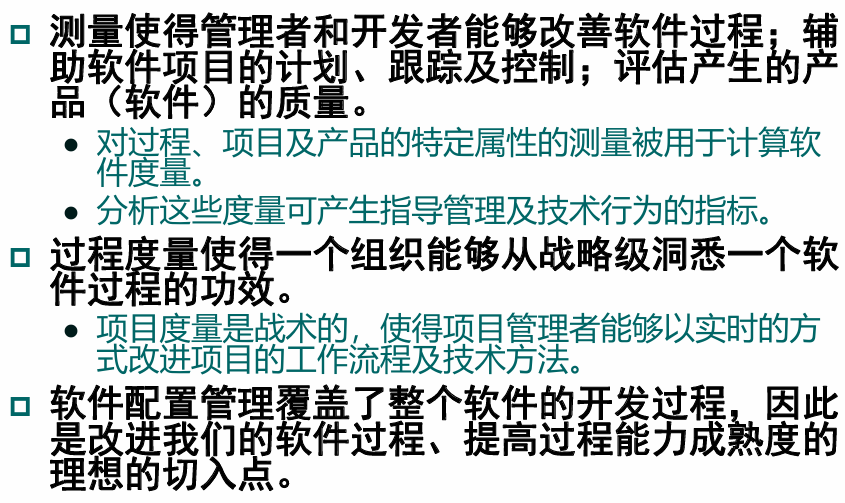 测量使得管理者和开发者能够改善软件过程；辅
助软件项目的计划、跟踪及控制；评估产生的产
品（软件）的质量。
对过程、项目及产品的特定属性的测量被用于计算软
件度量。
分析这些度量可产生指导管理及技术行为的指标。
过程度量使得一个组织能够从战略级洞悉一个软
件过程的功效。
项目度量是战术的，使得项目管理者能够以实时的方
式改进项目的工作流程及技术方法。
软件配置管理覆盖了整个软件的开发过程，因此
是改进我们的软件过程、提高过程能力成熟度的
理想的切入点。